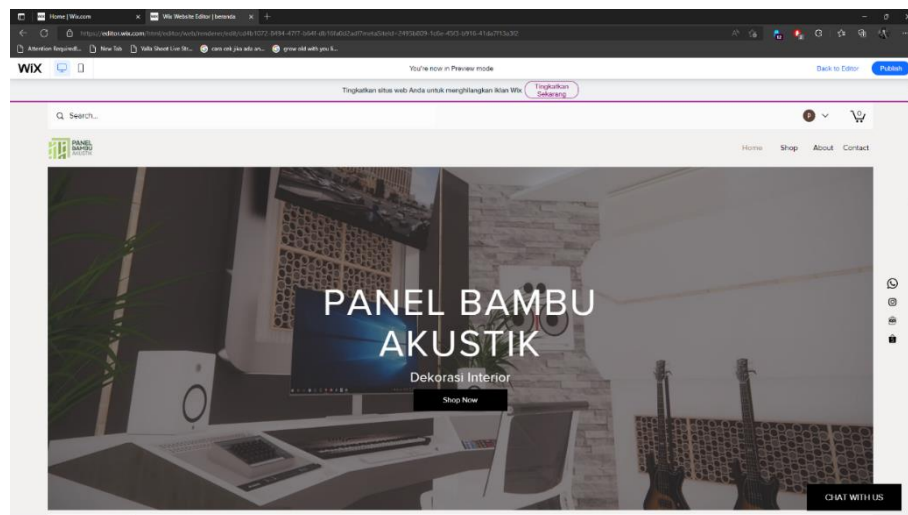 Home | Wix.com
Wix Website Editor | beranda
New Tab
WiX
You're now in Preview mode
Back to Editor
Publish
Tingkatkan situs web Anda untuk menghilangkan iklan Wix
Tingkatkan
Sekarang
Search...
P
0
PANEL
BAMBU
AKUSTIK
Home
Shop
About
Contact
PANEL BAMBU
AKUSTIK
Dekorasi Interior
Shop Now
CHAT WITH US